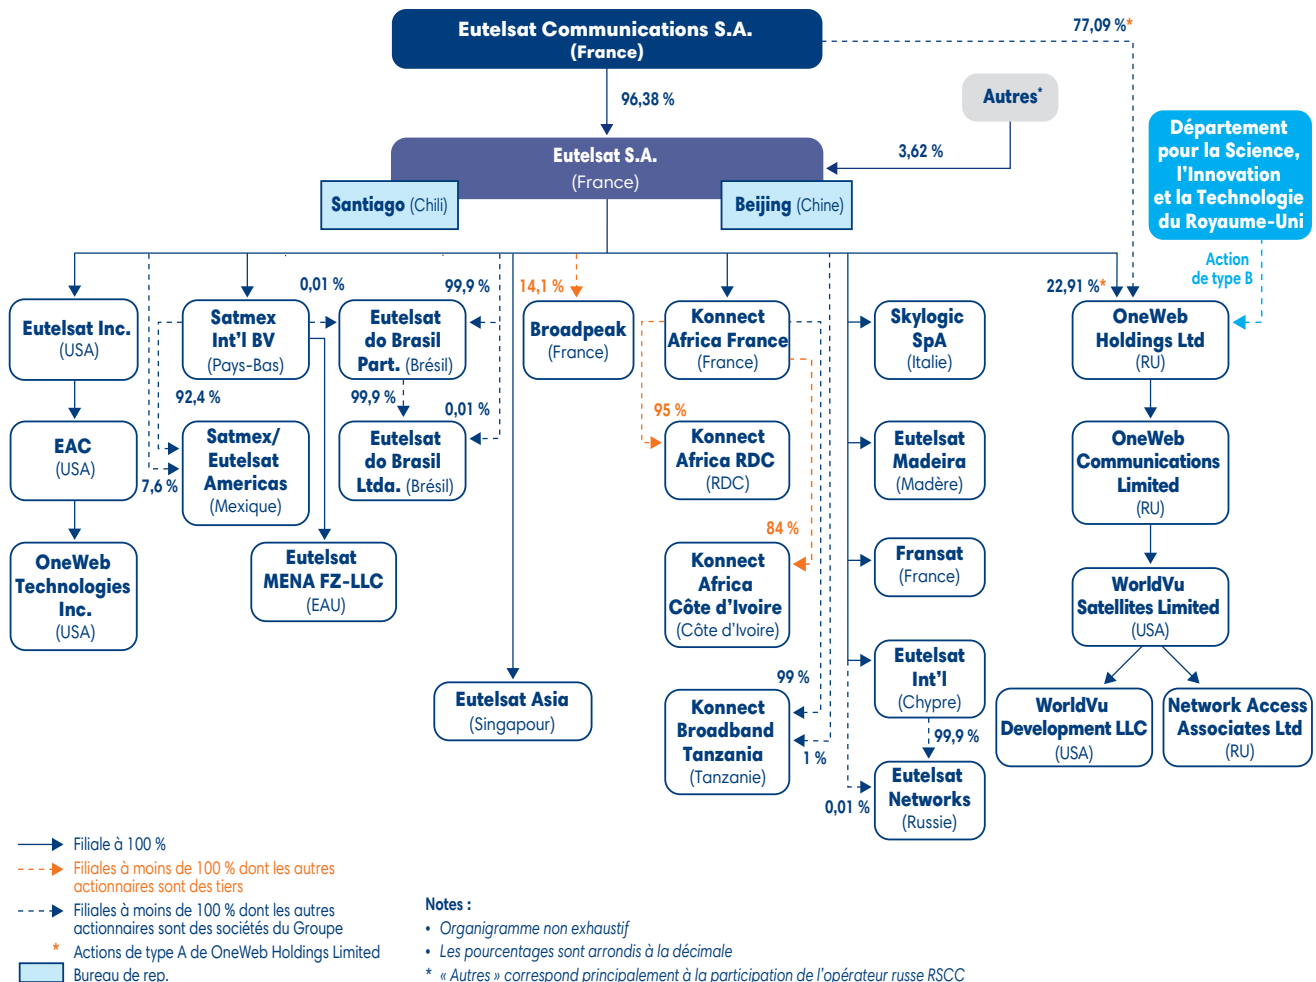 Eutelsat Communications S.A.
(France)
77,09 %*
96,38 %
Autres*
Département
pour la Science,
l'Innovation
et la Technologie
du Royaume-Uni
Eutelsat S.A.
(France)
3,62 %
Santiago (Chili)
Beijing (Chine)
Action
de type B
0,01 %
99,9 %
14,1 %
22,91 %*
Eutelsat Inc.
(USA)
Satmex
Int'l BV
(Pays-Bas)
Eutelsat
do Brasil
Part. (Brésil)
Broadpeak
(France)
Konnect
Africa France
(France)
Skylogic
SpA
(Italie)
OneWeb
Holdings Ltd
(RU)
92,4 %
99,9 %
0,01 %
95 %
EAC
(USA)
Satmex/
Eutelsat
Americas
(Mexique)
7,6 %
Eutelsat
do Brasil
Ltda. (Brésil)
Konnect
Africa RDC
(RDC)
Eutelsat
Madeira
(Madère)
OneWeb
Communications
Limited
(RU)
84 %
OneWeb
Technologies
Inc.
(USA)
Eutelsat
MENA FZ-LLC
(EAU)
Konnect
Africa
Côte d'Ivoire
(Côte d'Ivoire)
Fransat
(France)
WorldVu
Satellites Limited
(USA)
99 %
Eutelsat Asia
(Singapour)
Konnect
Broadband
Tanzania
(Tanzanie)
1 %
Eutelsat
Int'l
(Chypre)
99,9 %
WorldVu
Development LLC
(USA)
Network Access
Associates Ltd
(RU)
0,01 %
Eutelsat
Networks
(Russie)
Filiale à 100 %
Filiales à moins de 100 % dont les autres
actionnaires sont des tiers
Filiales à moins de 100 % dont les autres
actionnaires sont des sociétés du Groupe
* Actions de type A de OneWeb Holdings Limited
Bureau de rep.
Notes :
• Organigramme non exhaustif
• Les pourcentages sont arrondis à la décimale
* « Autres » correspond principalement à la participation de l'opérateur russe RSCC